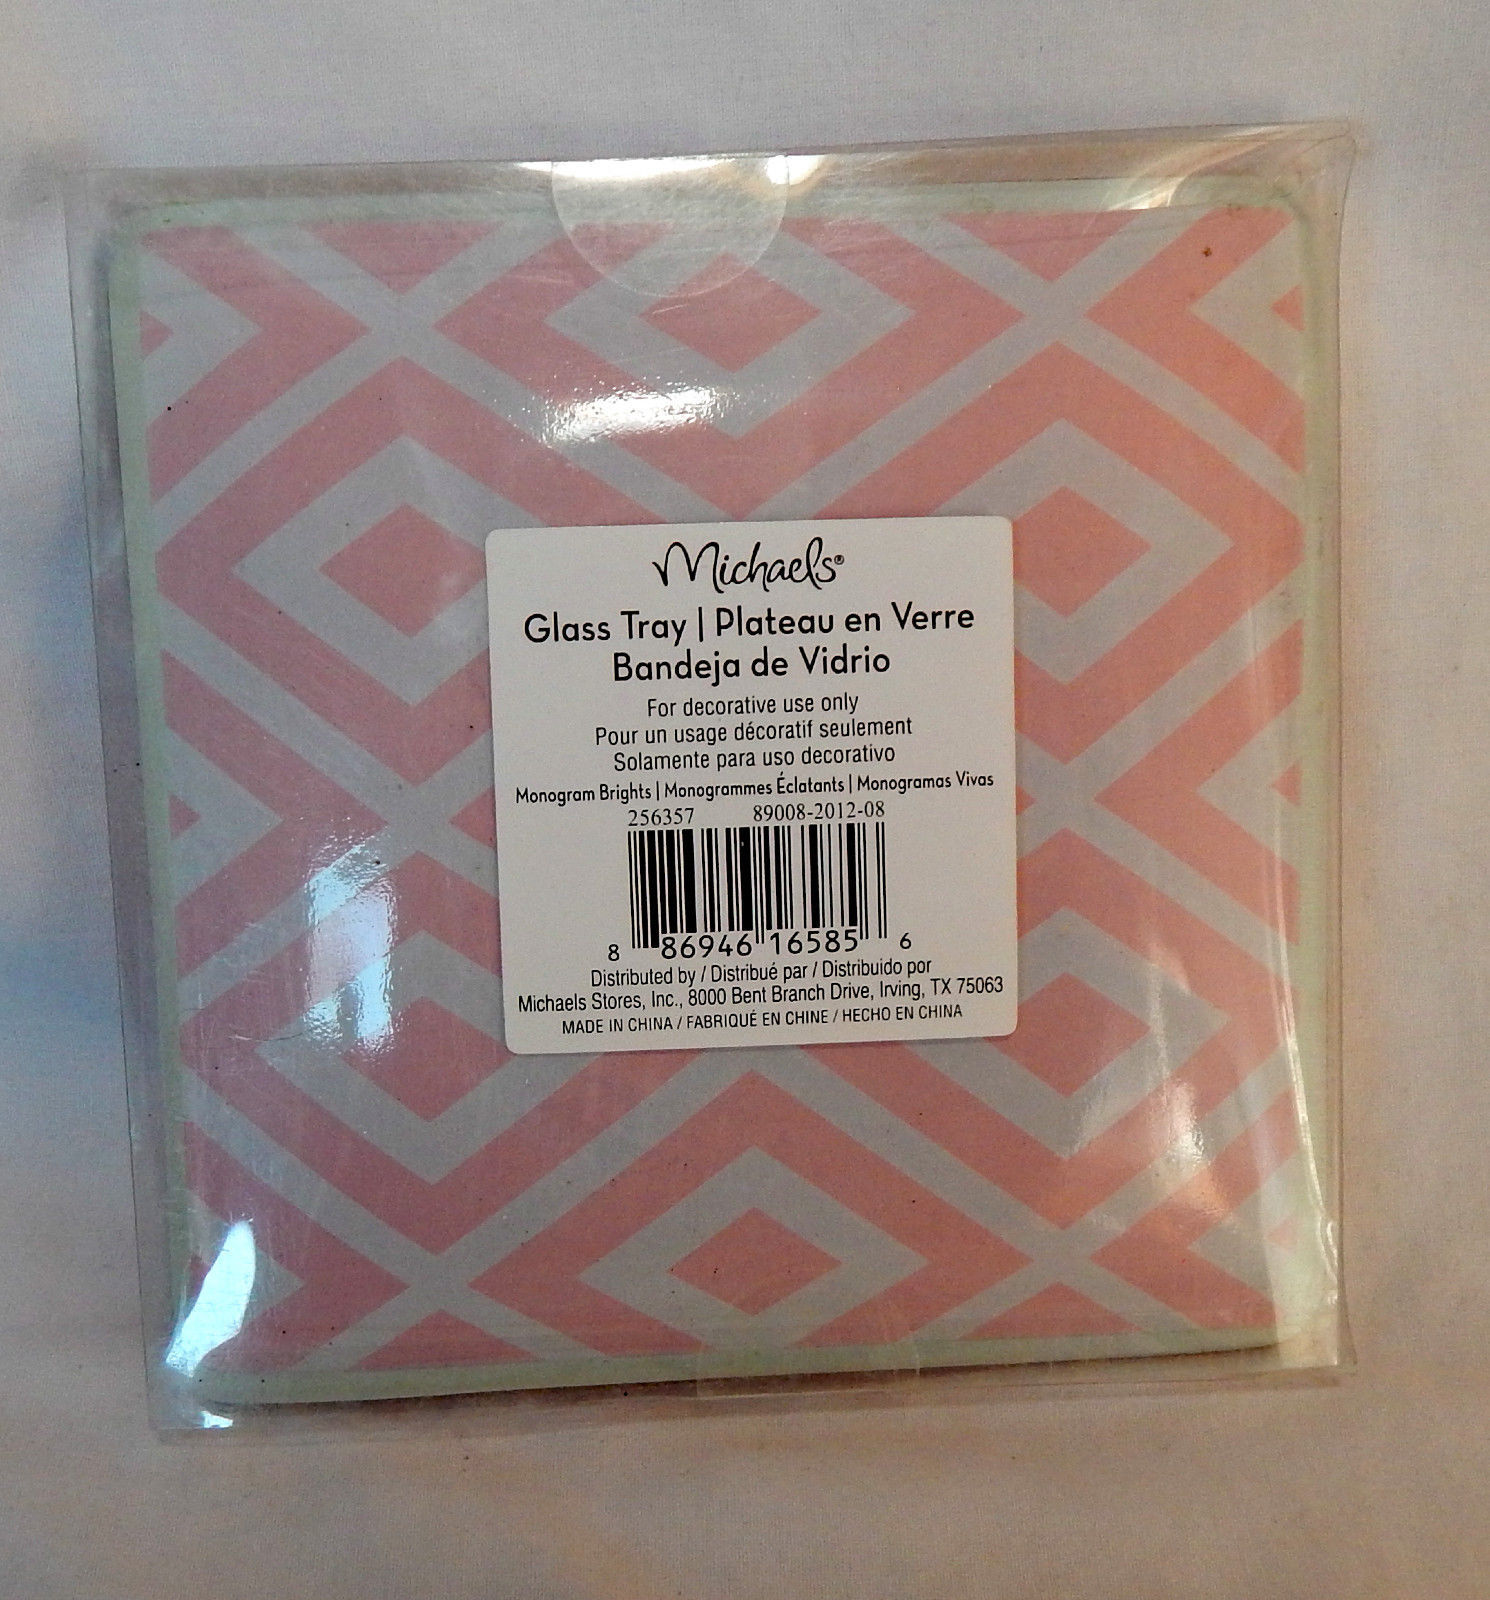 Michaels®
Glass Tray | Plateau en Verre
Bandeja de Vidrio
For decorative use only
Pour un usage décoratif seulement
Solamente para uso decorativo
Monogram Brights | Monogrammes Éclatants | Monogramas Vivas
256357 89008-2012-08
8 86946 16585 6
Distributed by / Distribué par / Distribuido por
Michaels Stores, Inc., 8000 Bent Branch Drive, Irving, TX 75063
MADE IN CHINA / FABRIQUÉ EN CHINE / HECHO EN CHINA